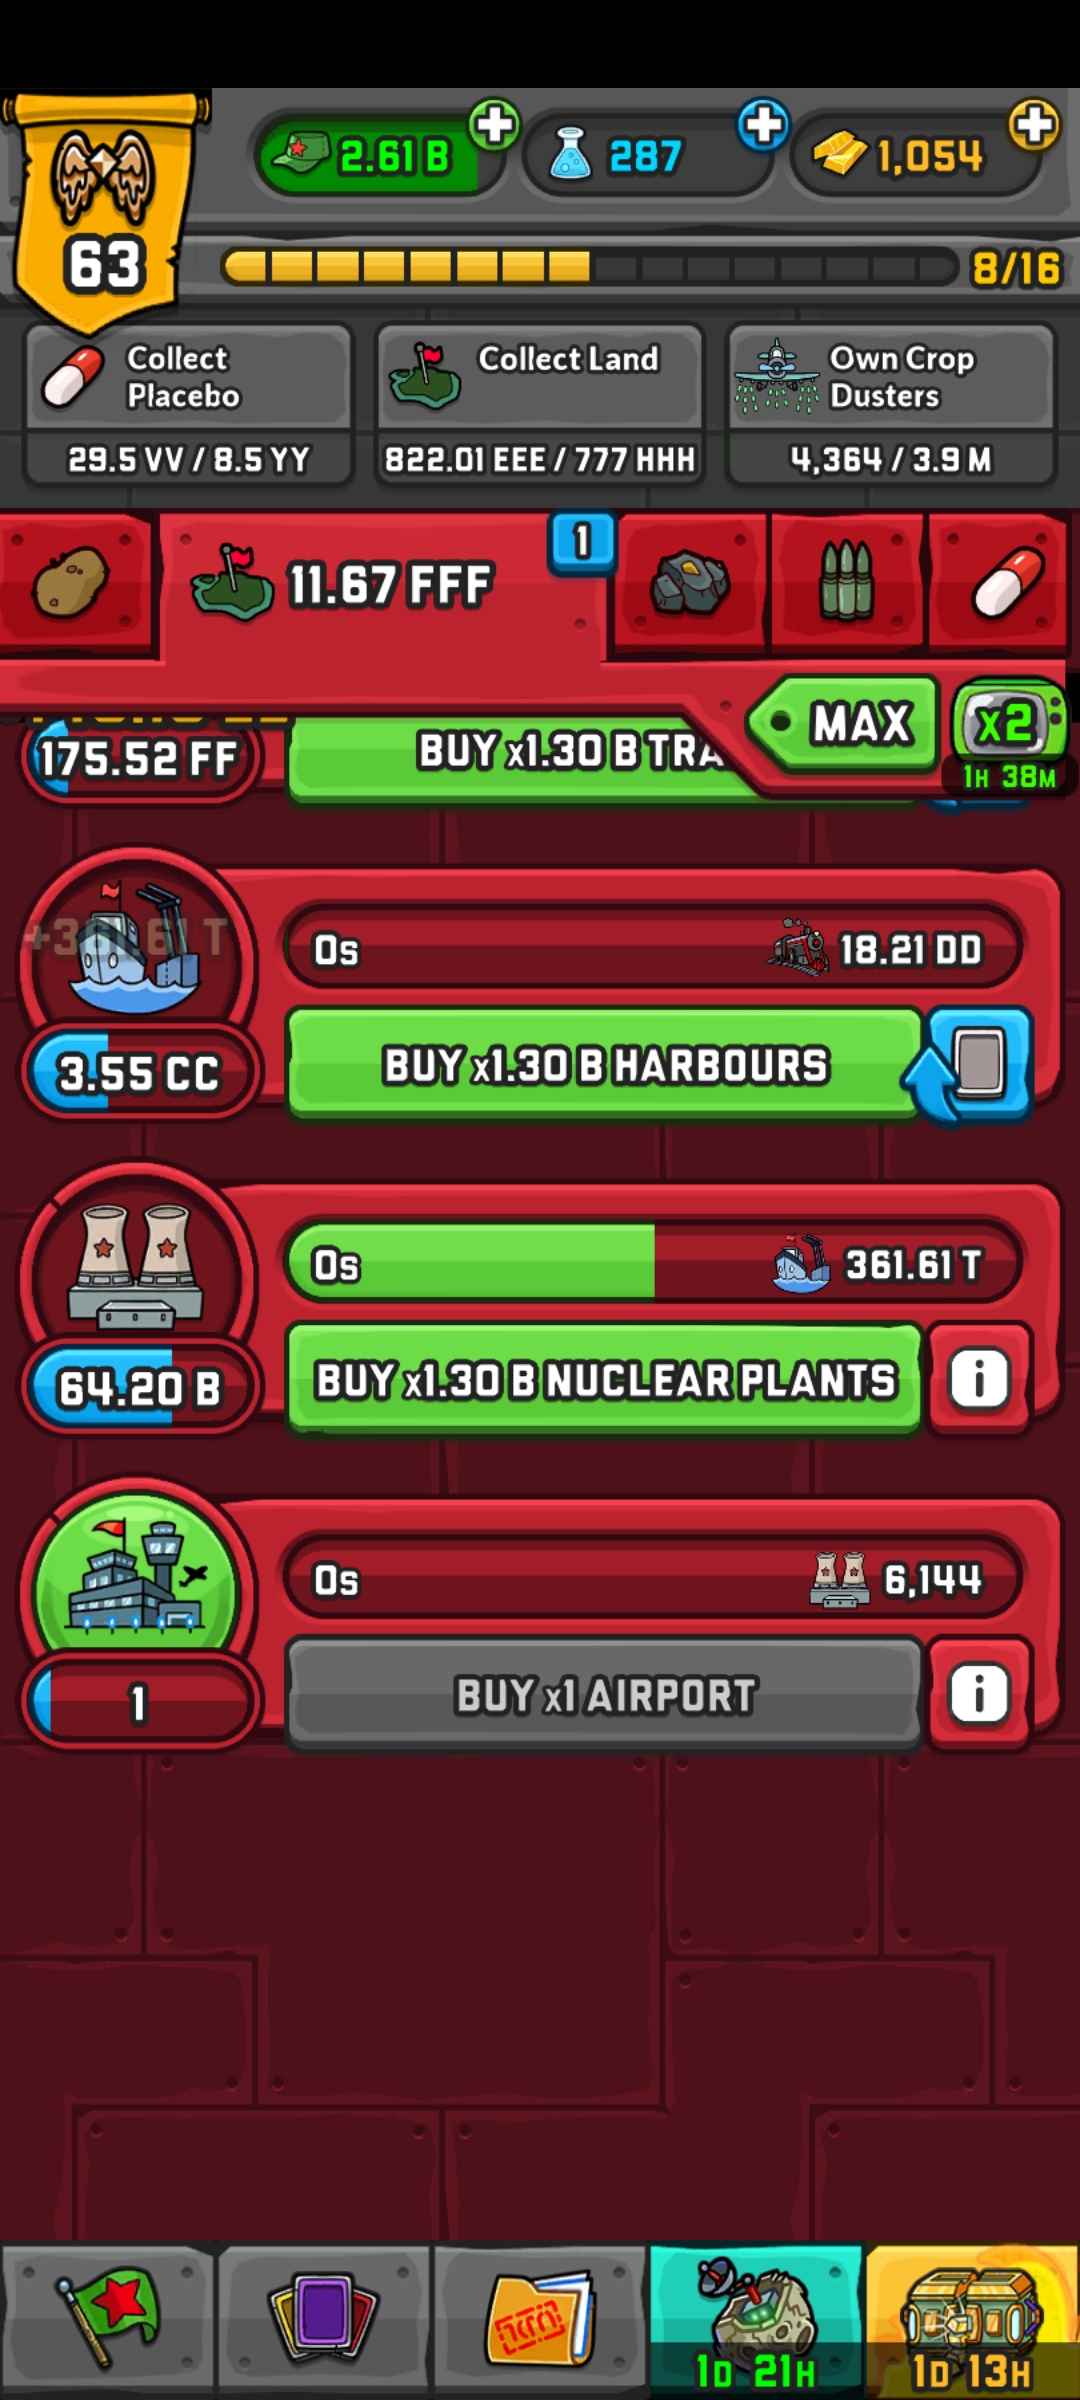 2.61 B
287
1,054
63
8/16
Collect
Placebo
Collect Land
Own Crop
Dusters
29.5 VV / 8.5 YY
822.01 EEE / 777 HHH
4,364 / 3.9 M
11.67 FFF
1
MAX
x2
1H 38M
175.52 FF
BUY x1.30 B TRA
+361.61 T
0s
18.21 DD
3.55 CC
BUY x1.30 B HARBOURS
0s
361.61 T
64.20 B
BUY x1.30 B NUCLEAR PLANTS
i
0s
6,144
1
BUY x1 AIRPORT
i
1D 21H
1D 13H